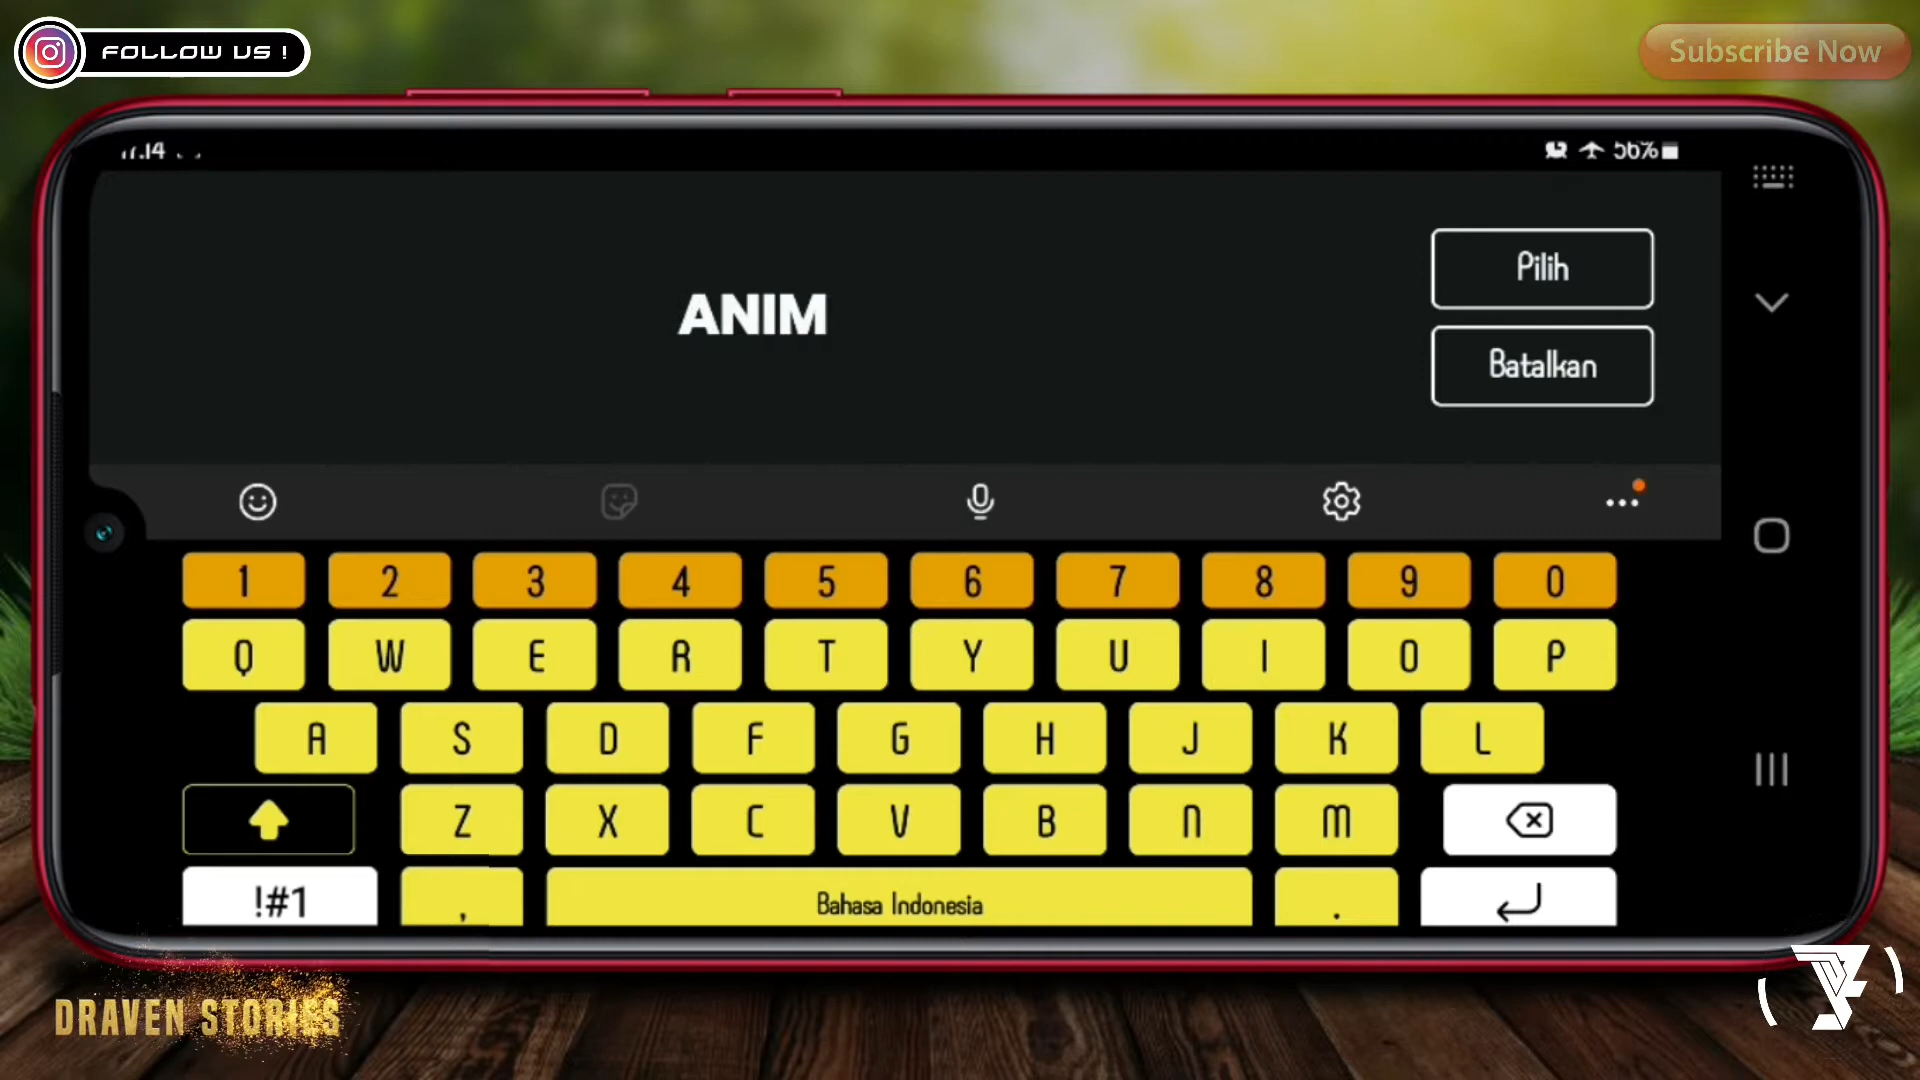 FOLLOW US !
Subscribe Now
56%
ANIM
Pilih
Batalkan
1 2 3 4 5 6 7 8 9 0
Q W E R T Y U I O P
A S D F G H J K L
Z X C V B N M
!#1 , Bahasa Indonesia .
DRAVEN STORIES